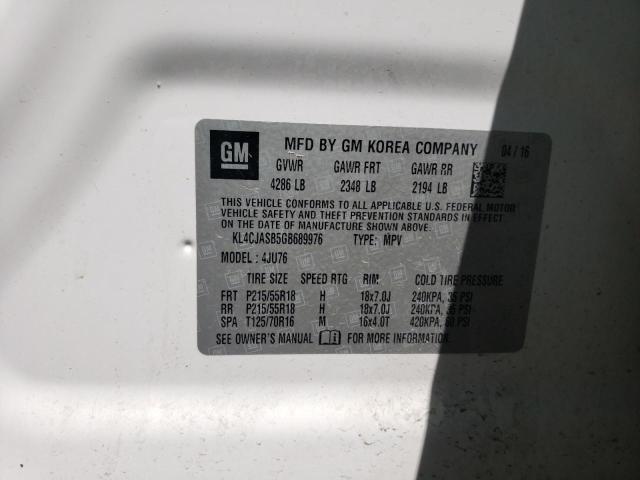 GM MFD BY GM KOREA COMPANY 04/16
GVWR GAWR FRT GAWR RR
4286 LB 2348 LB 2194 LB
THIS VEHICLE CONFORMS TO ALL APPLICABLE U.S. FEDERAL MOTOR
VEHICLE SAFETY AND THEFT PREVENTION STANDARDS IN EFFECT
ON THE DATE OF MANUFACTURE SHOWN ABOVE.
KL4CJASB5GB689976 TYPE: MPV
MODEL : 4JU76
TIRE SIZE SPEED RTG RIM COLD TIRE PRESSURE
FRT P215/55R18 H 18x7.0J 240KPA, 35 PSI
RR P215/55R18 H 18x7.0J 240KPA, 35 PSI
SPA T125/70R16 M 16x4.0T 420KPA, 60 PSI
SEE OWNER'S MANUAL FOR MORE INFORMATION.